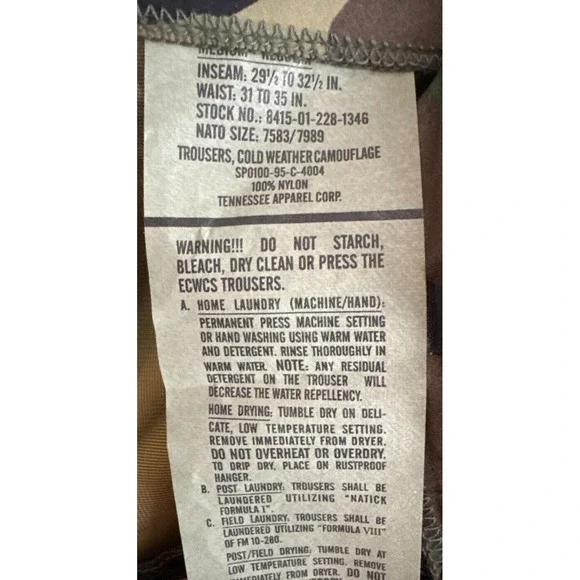 MEDIUM - REGULAR
INSEAM: 29½ TO 32½ IN.
WAIST: 31 TO 35 IN.
STOCK NO.: 8415-01-228-1346
NATO SIZE: 7583/7989
TROUSERS, COLD WEATHER CAMOUFLAGE
SPO100-95-C-4004
100% NYLON
TENNESSEE APPAREL CORP.
WARNING!!! DO NOT STARCH,
BLEACH, DRY CLEAN OR PRESS THE
ECWCS TROUSERS.
A. HOME LAUNDRY (MACHINE/HAND):
PERMANENT PRESS MACHINE SETTING
OR HAND WASHING USING WARM WATER
AND DETERGENT. RINSE THOROUGHLY IN
WARM WATER. NOTE: ANY RESIDUAL
DETERGENT ON THE TROUSER WILL
DECREASE THE WATER REPELLENCY.
HOME DRYING: TUMBLE DRY ON DELI-
CATE, LOW TEMPERATURE SETTING.
REMOVE IMMEDIATELY FROM DRYER.
DO NOT OVERHEAT OR OVERDRY.
TO DRIP DRY, PLACE ON RUSTPROOF
HANGER.
B. POST LAUNDRY: TROUSERS SHALL BE
LAUNDERED UTILIZING "NATICK
FORMULA I".
C. FIELD LAUNDRY: TROUSERS SHALL BE
LAUNDERED UTILIZING "FORMULA VIII"
OF FM 10-280.
POST/FIELD DRYING: TUMBLE DRY AT
LOW TEMPERATURE SETTING. REMOVE
IMMEDIATELY FROM DRYER. DO NOT